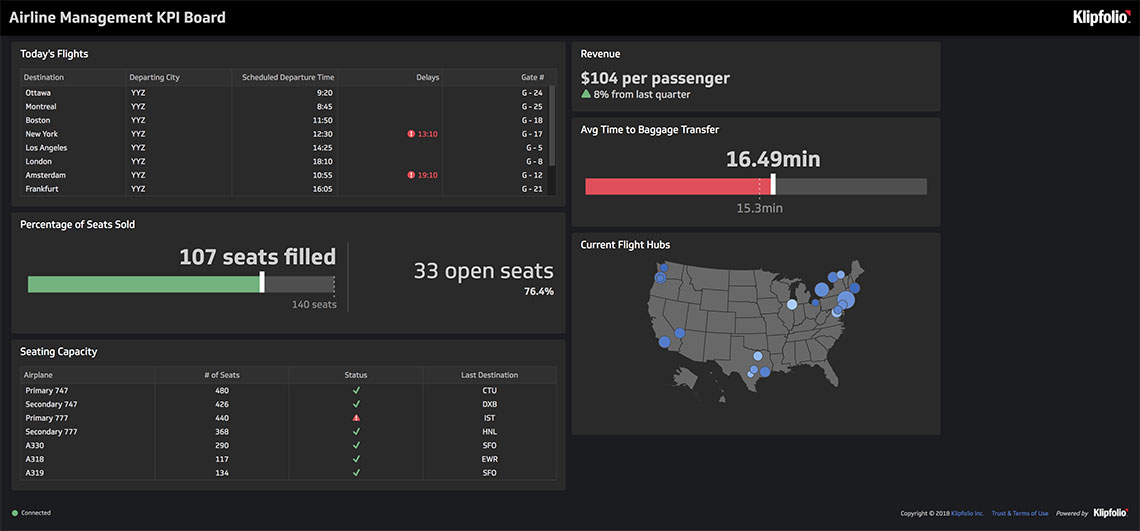 Airline Management KPI Board
Klipfolio
Today's Flights
Destination Departing City Scheduled Departure Time Delays Gate #
Ottawa YYZ 9:20 G - 24
Montreal YYZ 8:45 G - 25
Boston YYZ 11:50 G - 18
New York YYZ 12:30 13:10 G - 17
Los Angeles YYZ 14:25 G - 5
London YYZ 18:10 G - 8
Amsterdam YYZ 10:55 19:10 G - 12
Frankfurt YYZ 16:05 G - 21
Percentage of Seats Sold
107 seats filled
140 seats
33 open seats
76.4%
Seating Capacity
Airplane # of Seats Status Last Destination
Primary 747 480 CTU
Secondary 747 426 DXB
Primary 777 440 IST
Secondary 777 368 HNL
A330 290 SFO
A318 117 EWR
A319 134 SFO
Revenue
$104 per passenger
8% from last quarter
Avg Time to Baggage Transfer
16.49min
15.3min
Current Flight Hubs
Connected
Copyright © 2018 Klipfolio Inc. Trust & Terms of Use Powered by Klipfolio